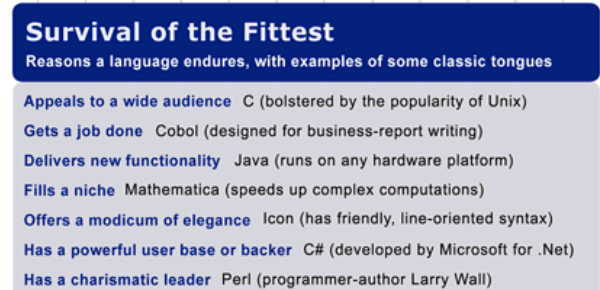 Survival of the Fittest
Reasons a language endures, with examples of some classic tongues
Appeals to a wide audience C (bolstered by the popularity of Unix)
Gets a job done Cobol (designed for business-report writing)
Delivers new functionality Java (runs on any hardware platform)
Fills a niche Mathematica (speeds up complex computations)
Offers a modicum of elegance Icon (has friendly, line-oriented syntax)
Has a powerful user base or backer C# (developed by Microsoft for .Net)
Has a charismatic leader Perl (programmer-author Larry Wall)